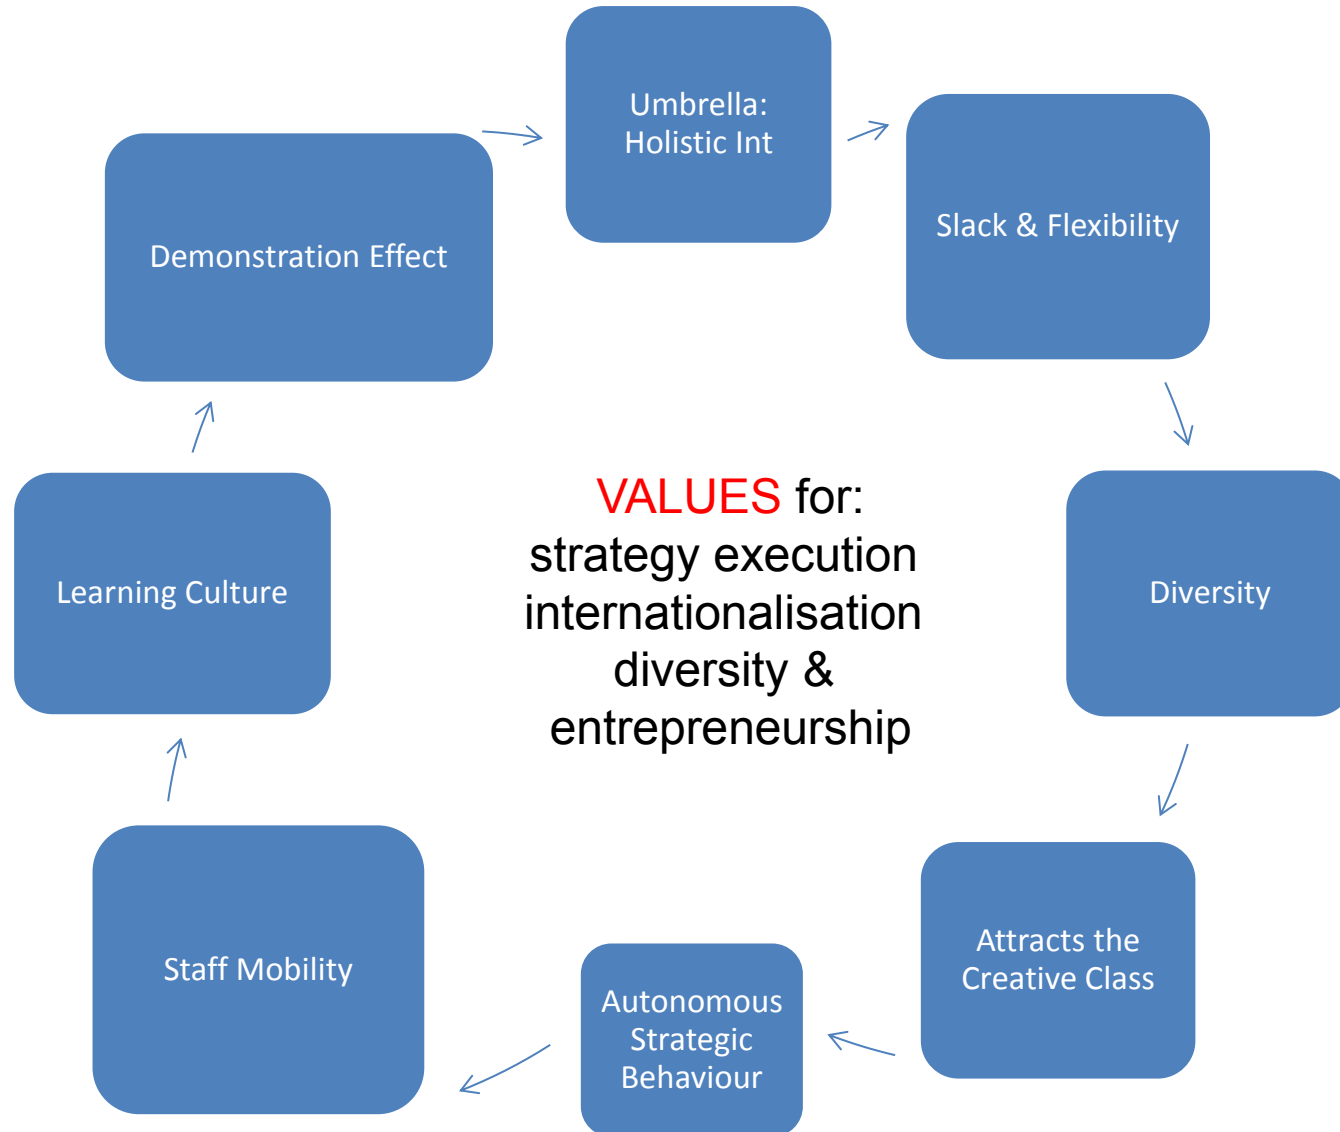 Umbrella:
Holistic Int
Slack & Flexibility
Demonstration Effect
VALUES for:
strategy execution
internationalisation
diversity &
entrepreneurship
Learning Culture
Diversity
Attracts the
Creative Class
Staff Mobility
Autonomous
Strategic
Behaviour